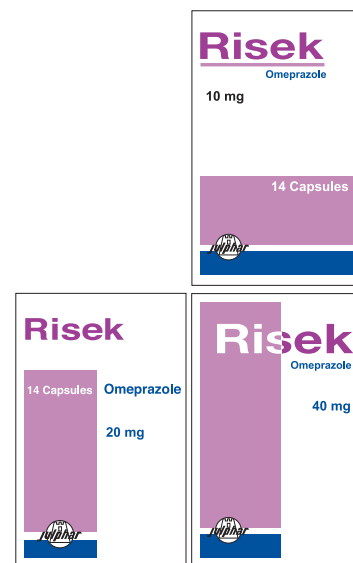 Risek
Omeprazole
10 mg
14 Capsules
julphar
Risek
14 Capsules Omeprazole
20 mg
julphar
Risek
Omeprazole
40 mg
julphar